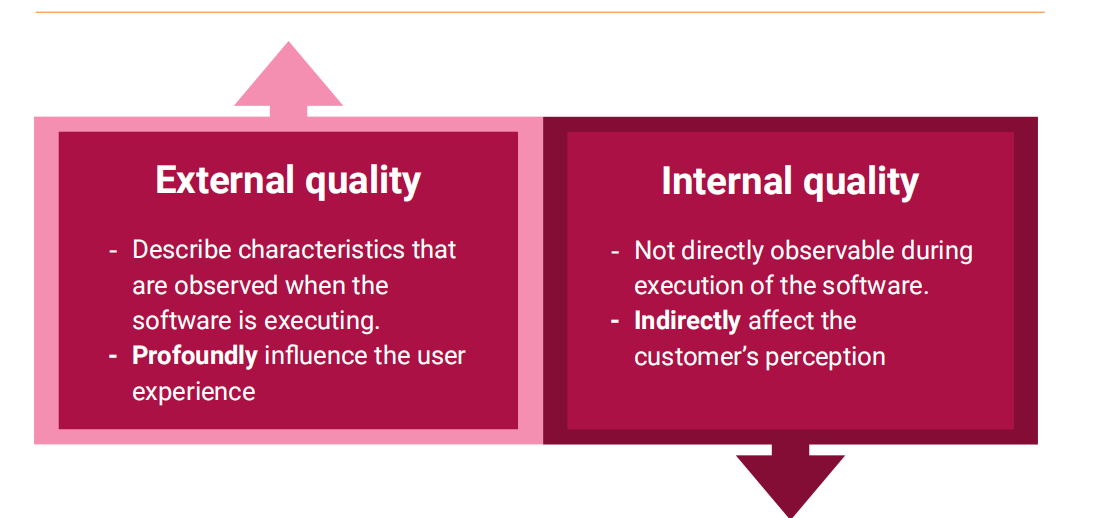 External quality
- Describe characteristics that
are observed when the
software is executing.
- Profoundly influence the user
experience
Internal quality
- Not directly observable during
execution of the software.
- Indirectly affect the
customer’s perception